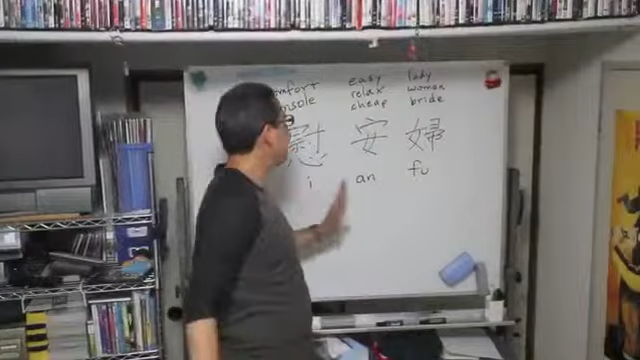 comfort easy lady
console relax woman
cheap bride
慰 安 婦
i an fu